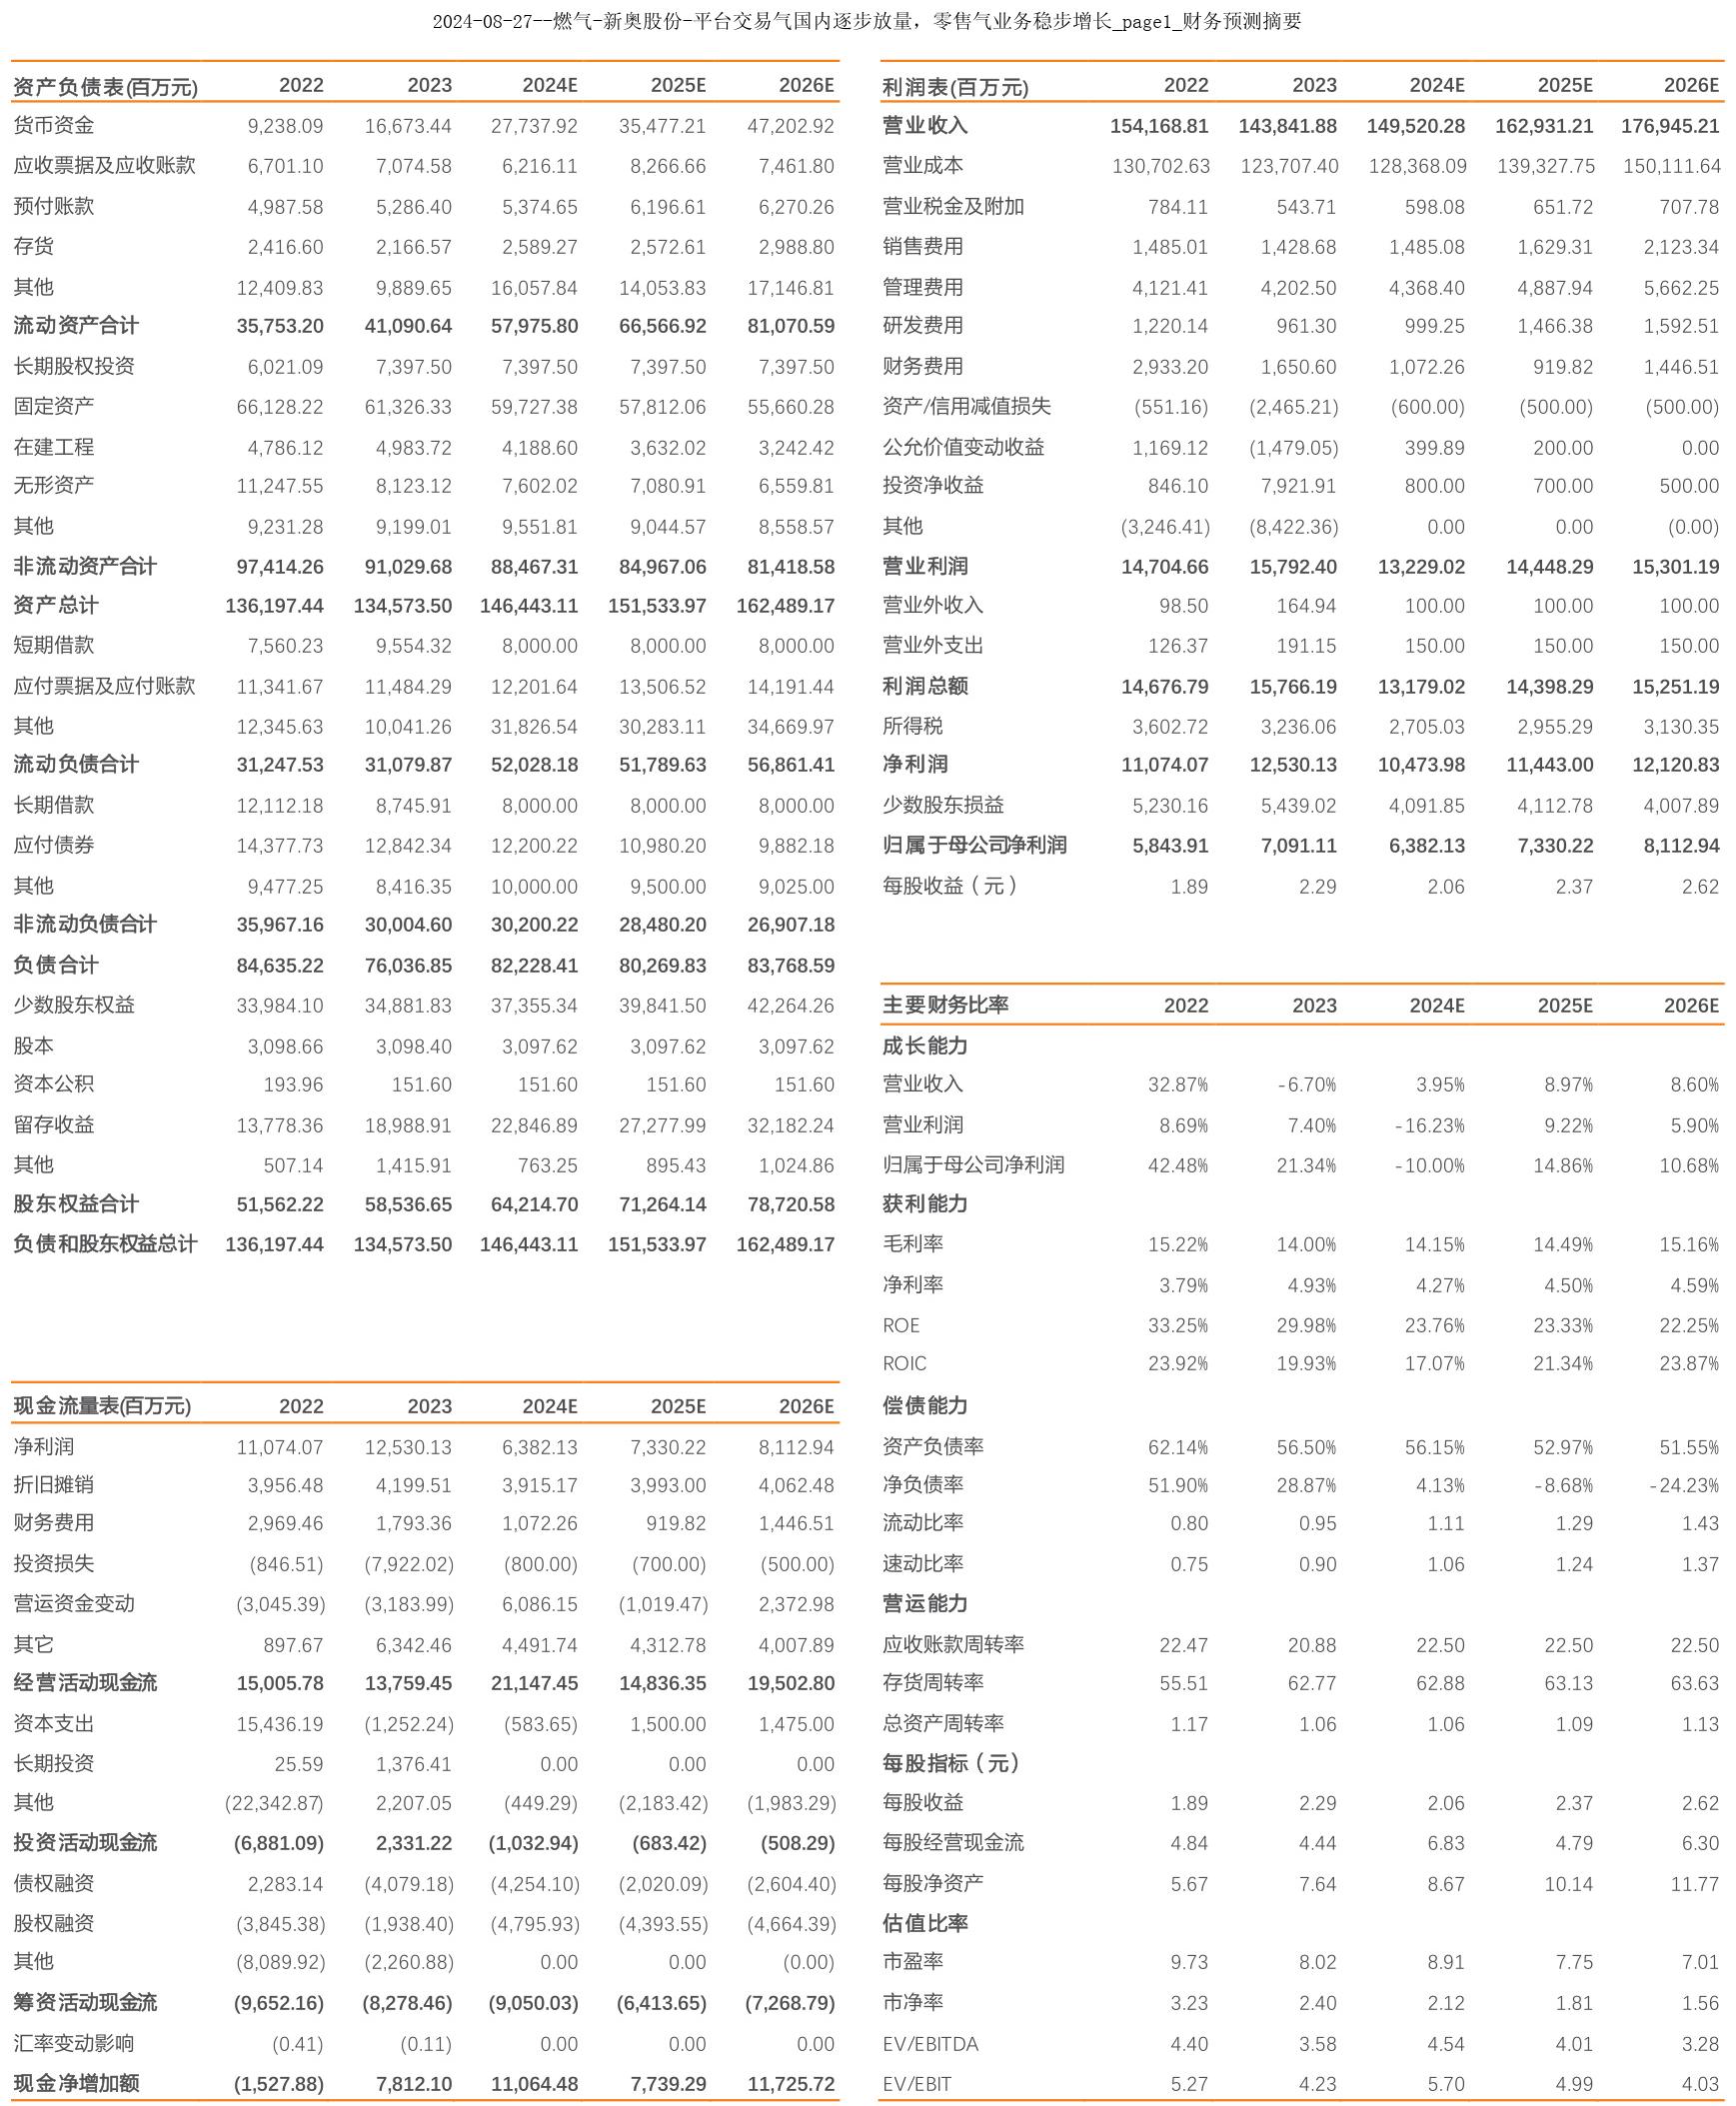 2024-08-27--燃气-新奥股份-平台交易气国内逐步放量，零售气业务稳步增长_page1_财务预测摘要
资产负债表(百万元) 2022 2023 2024E 2025E 2026E
货币资金 9,238.09 16,673.44 27,737.92 35,477.21 47,202.92
应收票据及应收账款 6,701.10 7,074.58 6,216.11 8,266.66 7,461.80
预付账款 4,987.58 5,286.40 5,374.65 6,196.61 6,270.26
存货 2,416.60 2,166.57 2,589.27 2,572.61 2,988.80
其他 12,409.83 9,889.65 16,057.84 14,053.83 17,146.81
流动资产合计 35,753.20 41,090.64 57,975.80 66,566.92 81,070.59
长期股权投资 6,021.09 7,397.50 7,397.50 7,397.50 7,397.50
固定资产 66,128.22 61,326.33 59,727.38 57,812.06 55,660.28
在建工程 4,786.12 4,983.72 4,188.60 3,632.02 3,242.42
无形资产 11,247.55 8,123.12 7,602.02 7,080.91 6,559.81
其他 9,231.28 9,199.01 9,551.81 9,044.57 8,558.57
非流动资产合计 97,414.26 91,029.68 88,467.31 84,967.06 81,418.58
资产总计 136,197.44 134,573.50 146,443.11 151,533.97 162,489.17
短期借款 7,560.23 9,554.32 8,000.00 8,000.00 8,000.00
应付票据及应付账款 11,341.67 11,484.29 12,201.64 13,506.52 14,191.44
其他 12,345.63 10,041.26 31,826.54 30,283.11 34,669.97
流动负债合计 31,247.53 31,079.87 52,028.18 51,789.63 56,861.41
长期借款 12,112.18 8,745.91 8,000.00 8,000.00 8,000.00
应付债券 14,377.73 12,842.34 12,200.22 10,980.20 9,882.18
其他 9,477.25 8,416.35 10,000.00 9,500.00 9,025.00
非流动负债合计 35,967.16 30,004.60 30,200.22 28,480.20 26,907.18
负债合计 84,635.22 76,036.85 82,228.41 80,269.83 83,768.59
少数股东权益 33,984.10 34,881.83 37,355.34 39,841.50 42,264.26
股本 3,098.66 3,098.40 3,097.62 3,097.62 3,097.62
资本公积 193.96 151.60 151.60 151.60 151.60
留存收益 13,778.36 18,988.91 22,846.89 27,277.99 32,182.24
其他 507.14 1,415.91 763.25 895.43 1,024.86
股东权益合计 51,562.22 58,536.65 64,214.70 71,264.14 78,720.58
负债和股东权益总计 136,197.44 134,573.50 146,443.11 151,533.97 162,489.17
现金流量表(百万元) 2022 2023 2024E 2025E 2026E
净利润 11,074.07 12,530.13 6,382.13 7,330.22 8,112.94
折旧摊销 3,956.48 4,199.51 3,915.17 3,993.00 4,062.48
财务费用 2,969.46 1,793.36 1,072.26 919.82 1,446.51
投资损失 (846.51) (7,922.02) (800.00) (700.00) (500.00)
营运资金变动 (3,045.39) (3,183.99) 6,086.15 (1,019.47) 2,372.98
其它 897.67 6,342.46 4,491.74 4,312.78 4,007.89
经营活动现金流 15,005.78 13,759.45 21,147.45 14,836.35 19,502.80
资本支出 15,436.19 (1,252.24) (583.65) 1,500.00 1,475.00
长期投资 25.59 1,376.41 0.00 0.00 0.00
其他 (22,342.87) 2,207.05 (449.29) (2,183.42) (1,983.29)
投资活动现金流 (6,881.09) 2,331.22 (1,032.94) (683.42) (508.29)
债权融资 2,283.14 (4,079.18) (4,254.10) (2,020.09) (2,604.40)
股权融资 (3,845.38) (1,938.40) (4,795.93) (4,393.55) (4,664.39)
其他 (8,089.92) (2,260.88) 0.00 0.00 (0.00)
筹资活动现金流 (9,652.16) (8,278.46) (9,050.03) (6,413.65) (7,268.79)
汇率变动影响 (0.41) (0.11) 0.00 0.00 0.00
现金净增加额 (1,527.88) 7,812.10 11,064.48 7,739.29 11,725.72
利润表(百万元) 2022 2023 2024E 2025E 2026E
营业收入 154,168.81 143,841.88 149,520.28 162,931.21 176,945.21
营业成本 130,702.63 123,707.40 128,368.09 139,327.75 150,111.64
营业税金及附加 784.11 543.71 598.08 651.72 707.78
销售费用 1,485.01 1,428.68 1,485.08 1,629.31 2,123.34
管理费用 4,121.41 4,202.50 4,368.40 4,887.94 5,662.25
研发费用 1,220.14 961.30 999.25 1,466.38 1,592.51
财务费用 2,933.20 1,650.60 1,072.26 919.82 1,446.51
资产/信用减值损失 (551.16) (2,465.21) (600.00) (500.00) (500.00)
公允价值变动收益 1,169.12 (1,479.05) 399.89 200.00 0.00
投资净收益 846.10 7,921.91 800.00 700.00 500.00
其他 (3,246.41) (8,422.36) 0.00 0.00 (0.00)
营业利润 14,704.66 15,792.40 13,229.02 14,448.29 15,301.19
营业外收入 98.50 164.94 100.00 100.00 100.00
营业外支出 126.37 191.15 150.00 150.00 150.00
利润总额 14,676.79 15,766.19 13,179.02 14,398.29 15,251.19
所得税 3,602.72 3,236.06 2,705.03 2,955.29 3,130.35
净利润 11,074.07 12,530.13 10,473.98 11,443.00 12,120.83
少数股东损益 5,230.16 5,439.02 4,091.85 4,112.78 4,007.89
归属于母公司净利润 5,843.91 7,091.11 6,382.13 7,330.22 8,112.94
每股收益（元） 1.89 2.29 2.06 2.37 2.62
主要财务比率 2022 2023 2024E 2025E 2026E
成长能力
营业收入 32.87% -6.70% 3.95% 8.97% 8.60%
营业利润 8.69% 7.40% -16.23% 9.22% 5.90%
归属于母公司净利润 42.48% 21.34% -10.00% 14.86% 10.68%
获利能力
毛利率 15.22% 14.00% 14.15% 14.49% 15.16%
净利率 3.79% 4.93% 4.27% 4.50% 4.59%
ROE 33.25% 29.98% 23.76% 23.33% 22.25%
ROIC 23.92% 19.93% 17.07% 21.34% 23.87%
偿债能力
资产负债率 62.14% 56.50% 56.15% 52.97% 51.55%
净负债率 51.90% 28.87% 4.13% -8.68% -24.23%
流动比率 0.80 0.95 1.11 1.29 1.43
速动比率 0.75 0.90 1.06 1.24 1.37
营运能力
应收账款周转率 22.47 20.88 22.50 22.50 22.50
存货周转率 55.51 62.77 62.88 63.13 63.63
总资产周转率 1.17 1.06 1.06 1.09 1.13
每股指标（元）
每股收益 1.89 2.29 2.06 2.37 2.62
每股经营现金流 4.84 4.44 6.83 4.79 6.30
每股净资产 5.67 7.64 8.67 10.14 11.77
估值比率
市盈率 9.73 8.02 8.91 7.75 7.01
市净率 3.23 2.40 2.12 1.81 1.56
EV/EBITDA 4.40 3.58 4.54 4.01 3.28
EV/EBIT 5.27 4.23 5.70 4.99 4.03